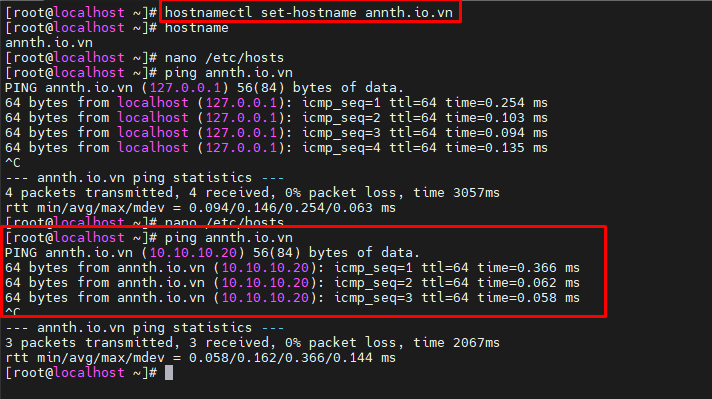 [root@localhost ~]# hostnamectl set-hostname annth.io.vn
[root@localhost ~]# hostname
annth.io.vn
[root@localhost ~]# nano /etc/hosts
[root@localhost ~]# ping annth.io.vn
PING annth.io.vn (127.0.0.1) 56(84) bytes of data.
64 bytes from localhost (127.0.0.1): icmp_seq=1 ttl=64 time=0.254 ms
64 bytes from localhost (127.0.0.1): icmp_seq=2 ttl=64 time=0.103 ms
64 bytes from localhost (127.0.0.1): icmp_seq=3 ttl=64 time=0.094 ms
64 bytes from localhost (127.0.0.1): icmp_seq=4 ttl=64 time=0.135 ms
^C
--- annth.io.vn ping statistics ---
4 packets transmitted, 4 received, 0% packet loss, time 3057ms
rtt min/avg/max/mdev = 0.094/0.146/0.254/0.063 ms
[root@localhost ~]# nano /etc/hosts
[root@localhost ~]# ping annth.io.vn
PING annth.io.vn (10.10.10.20) 56(84) bytes of data.
64 bytes from annth.io.vn (10.10.10.20): icmp_seq=1 ttl=64 time=0.366 ms
64 bytes from annth.io.vn (10.10.10.20): icmp_seq=2 ttl=64 time=0.062 ms
64 bytes from annth.io.vn (10.10.10.20): icmp_seq=3 ttl=64 time=0.058 ms
^C
--- annth.io.vn ping statistics ---
3 packets transmitted, 3 received, 0% packet loss, time 2067ms
rtt min/avg/max/mdev = 0.058/0.162/0.366/0.144 ms
[root@localhost ~]#